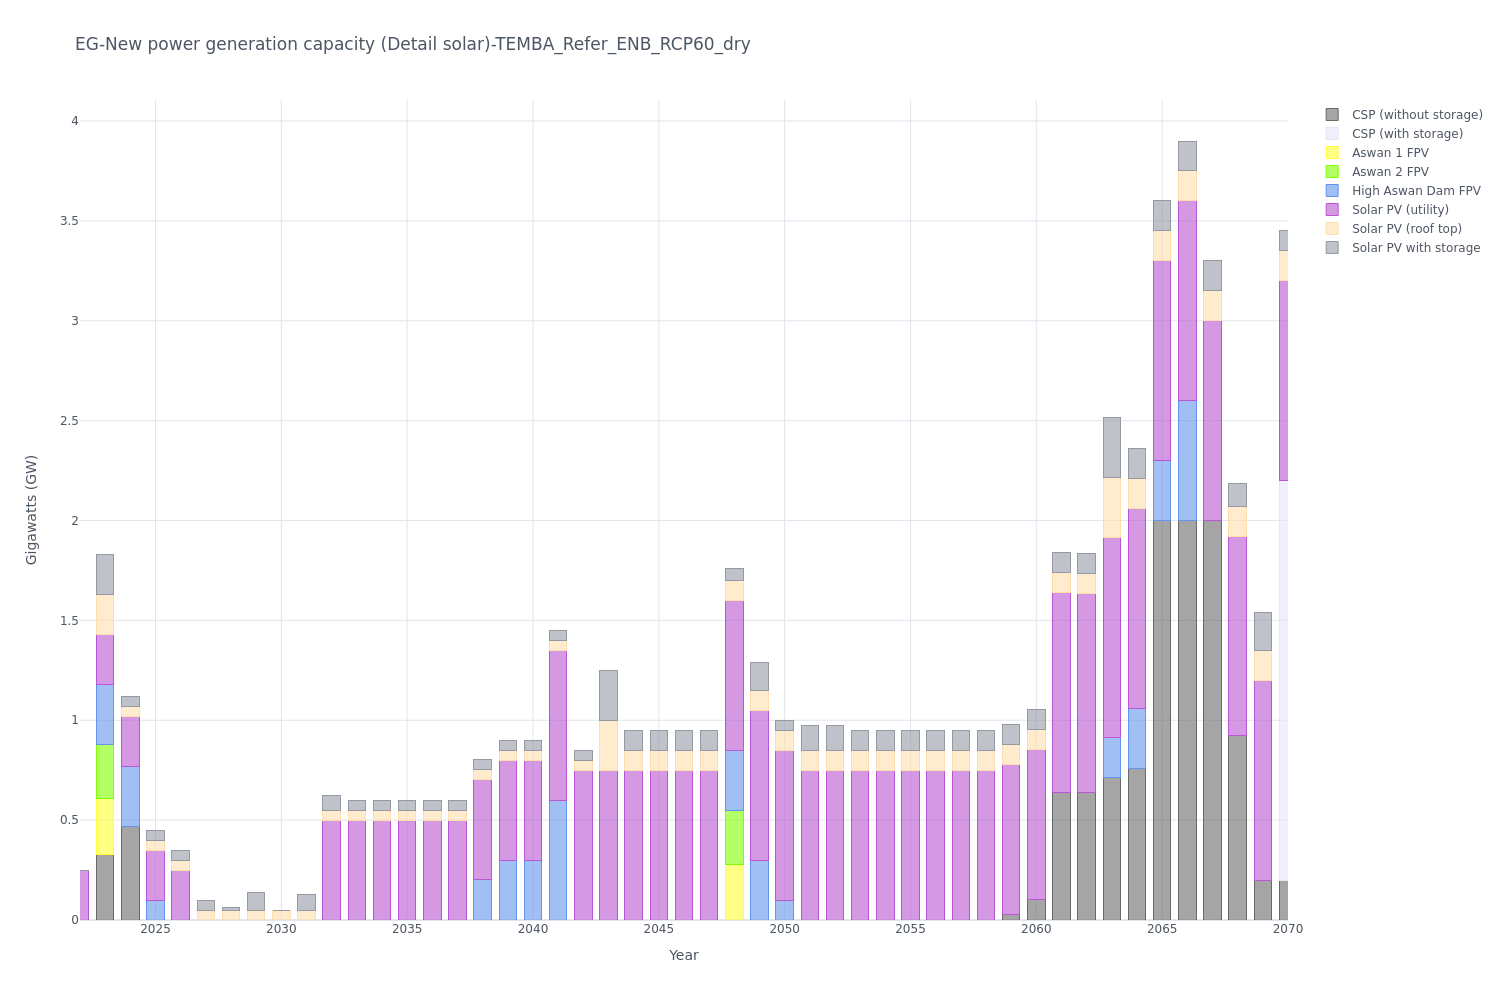 EG-New power generation capacity (Detail solar)-TEMBA_Refer_ENB_RCP60_dry
CSP (without storage)
CSP (with storage)
Aswan 1 FPV
Aswan 2 FPV
High Aswan Dam FPV
Solar PV (utility)
Solar PV (roof top)
Solar PV with storage
Gigawatts (GW)
4
3.5
3
2.5
2
1.5
1
0.5
0
2025 2030 2035 2040 2045 2050 2055 2060 2065 2070
Year